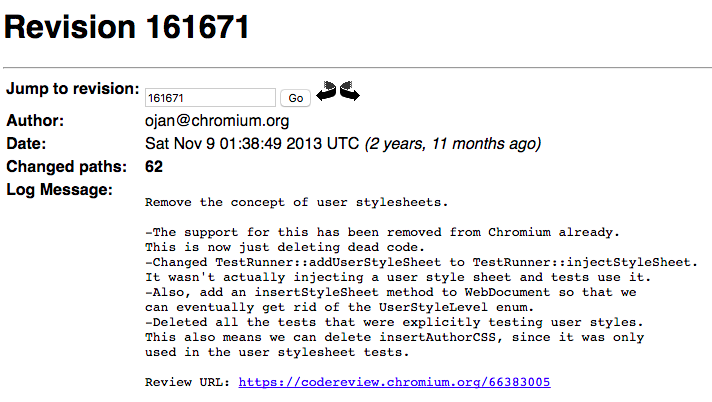 Revision 161671
Jump to revision: 161671 Go
Author: ojan@chromium.org
Date: Sat Nov 9 01:38:49 2013 UTC (2 years, 11 months ago)
Changed paths: 62
Log Message:
Remove the concept of user stylesheets.
-The support for this has been removed from Chromium already.
This is now just deleting dead code.
-Changed TestRunner::addUserStyleSheet to TestRunner::injectStyleSheet.
It wasn't actually injecting a user style sheet and tests use it.
-Also, add an insertStyleSheet method to WebDocument so that we
can eventually get rid of the UserStyleLevel enum.
-Deleted all the tests that were explicitly testing user styles.
This also means we can delete insertAuthorCSS, since it was only
used in the user stylesheet tests.
Review URL: https://codereview.chromium.org/66383005